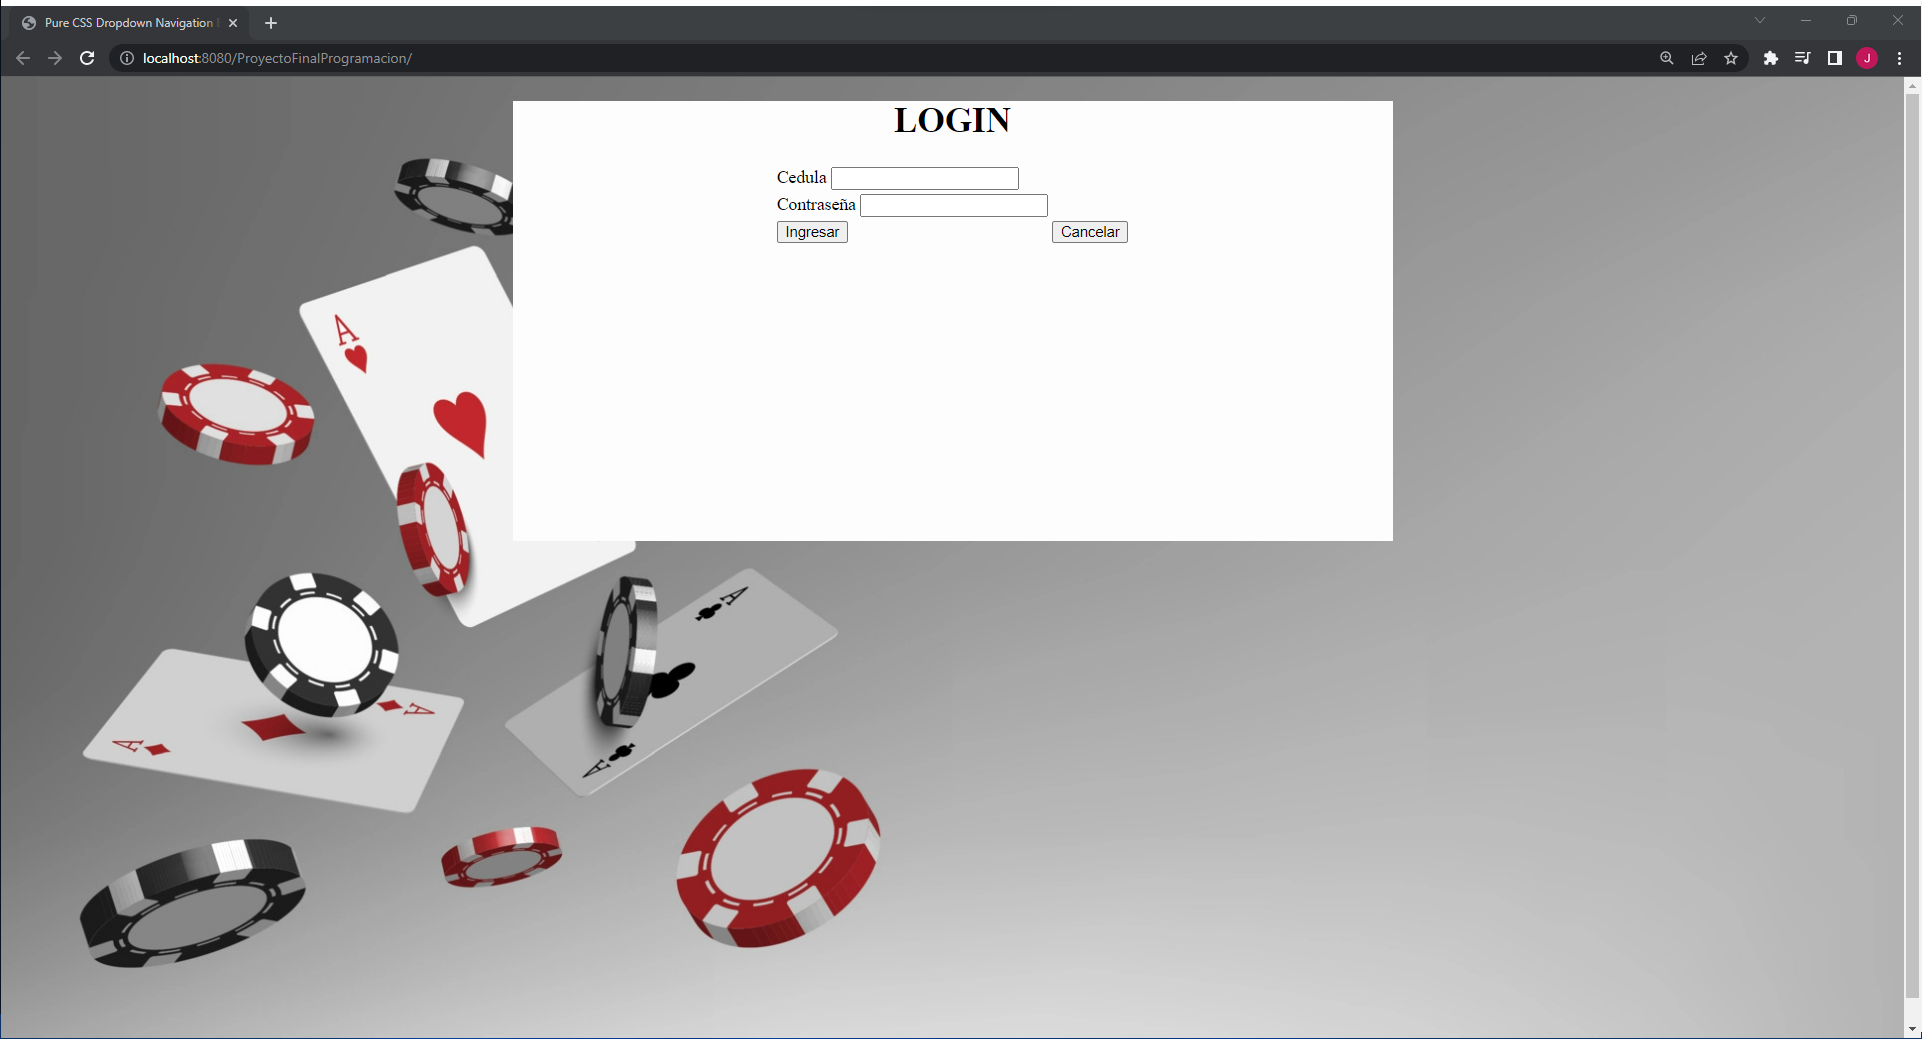 Pure CSS Dropdown Navigation
localhost:8080/ProyectoFinalProgramacion/
J
LOGIN
Cedula
Contraseña
Ingresar
Cancelar
A
A
A
A
A
A